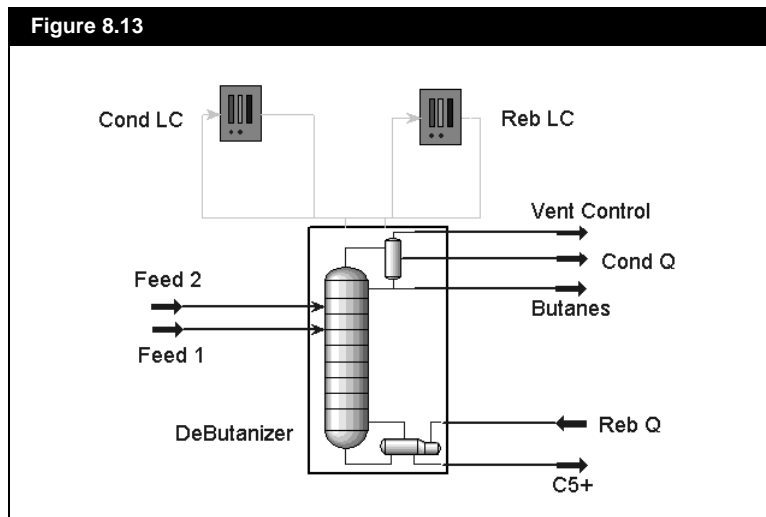 Figure 8.13
Cond LC
Reb LC
Vent Control
Cond Q
Feed 2
Butanes
Feed 1
DeButanizer
Reb Q
C5+